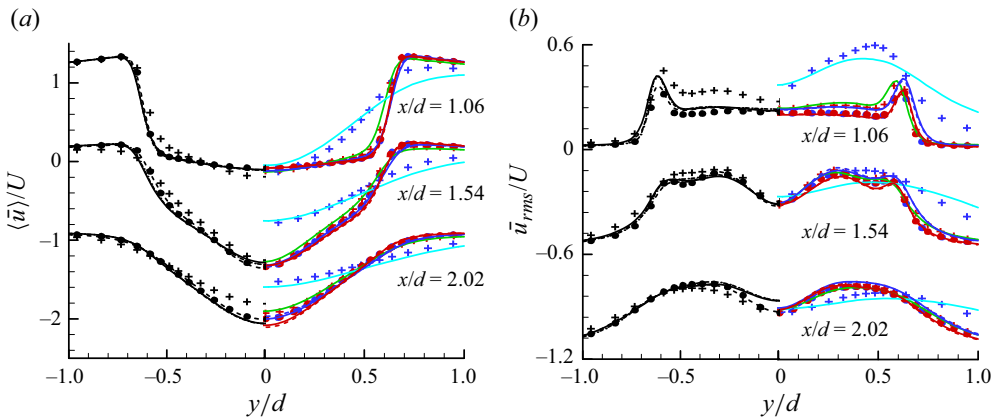 (a)
1
0
−1
−2
⟨ū⟩/U
x/d = 1.06
x/d = 1.54
x/d = 2.02
−1.0
−0.5
0
0.5
1.0
y/d
(b)
0.6
0
−0.6
−1.2
ū_rms/U
x/d = 1.06
x/d = 1.54
x/d = 2.02
−1.0
−0.5
0
0.5
1.0
y/d